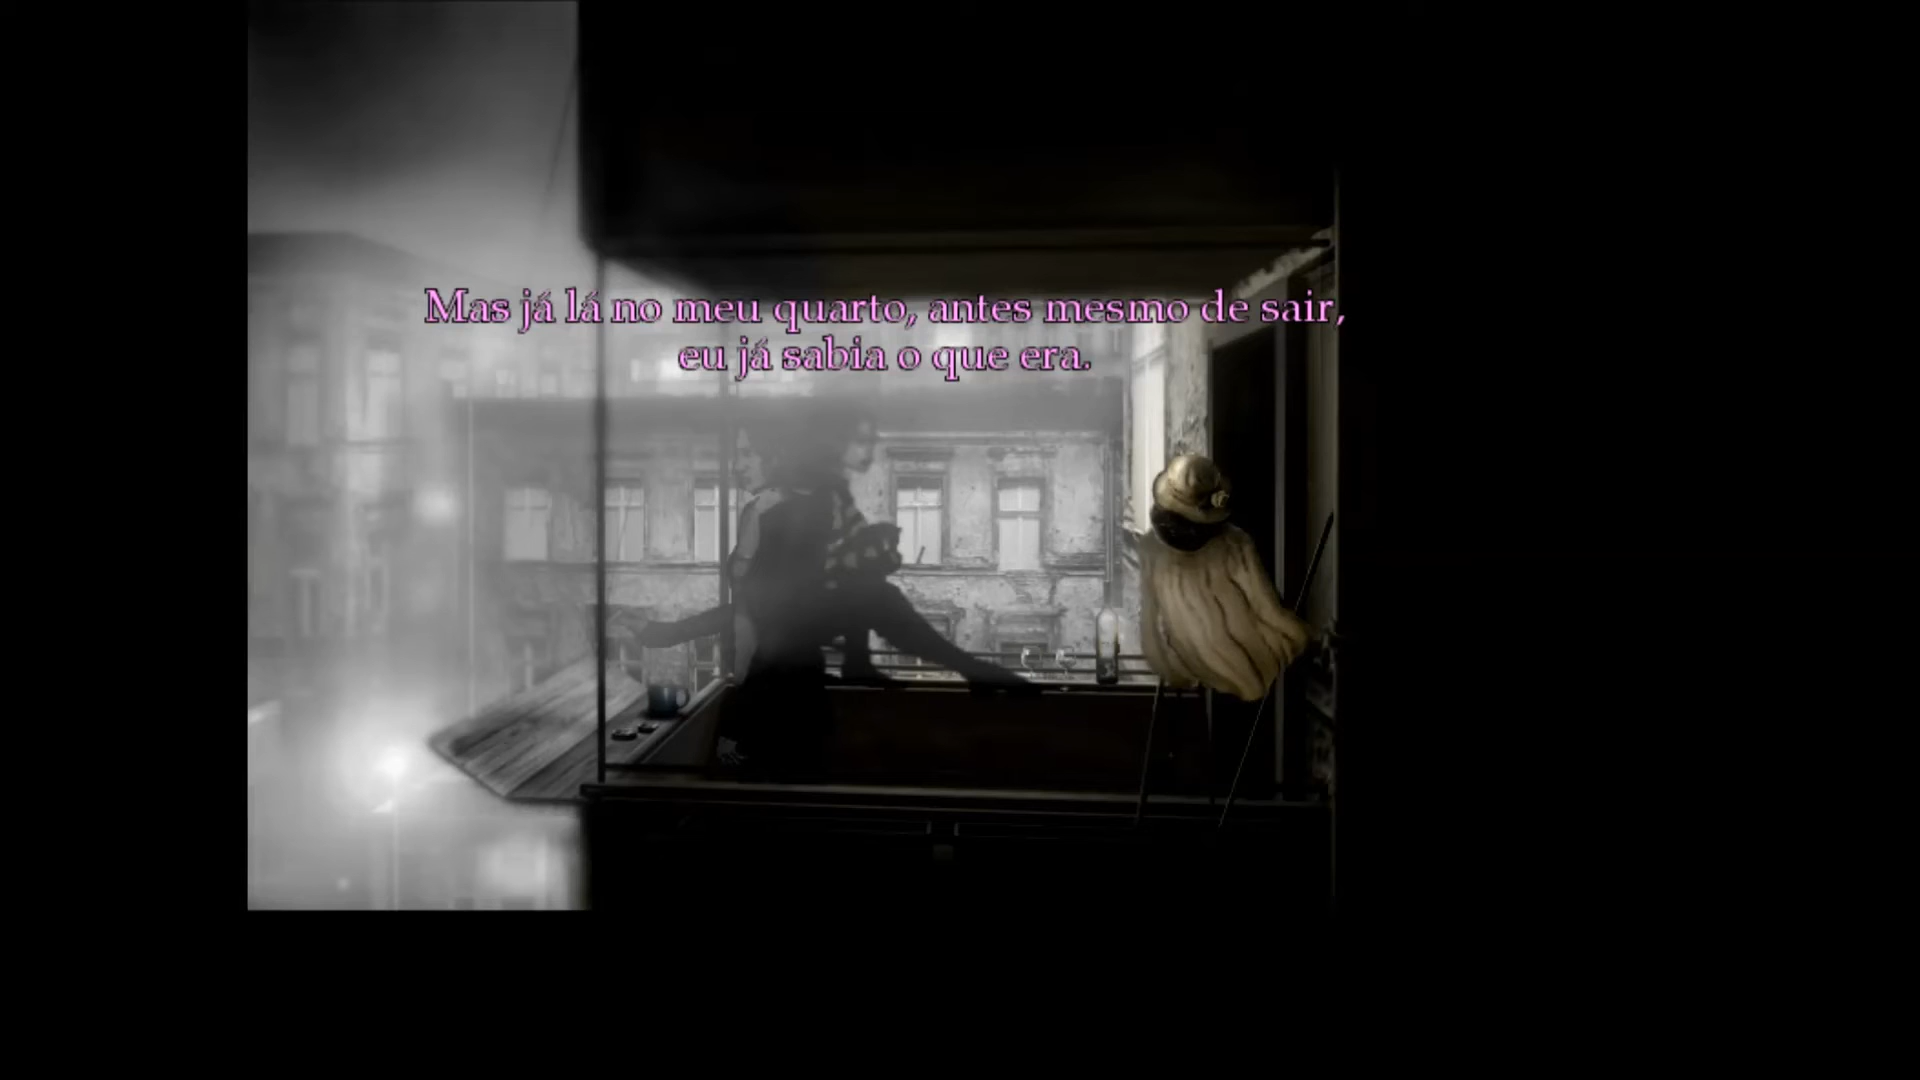 Mas já lá no meu quarto, antes mesmo de sair,
eu já sabia o que era.